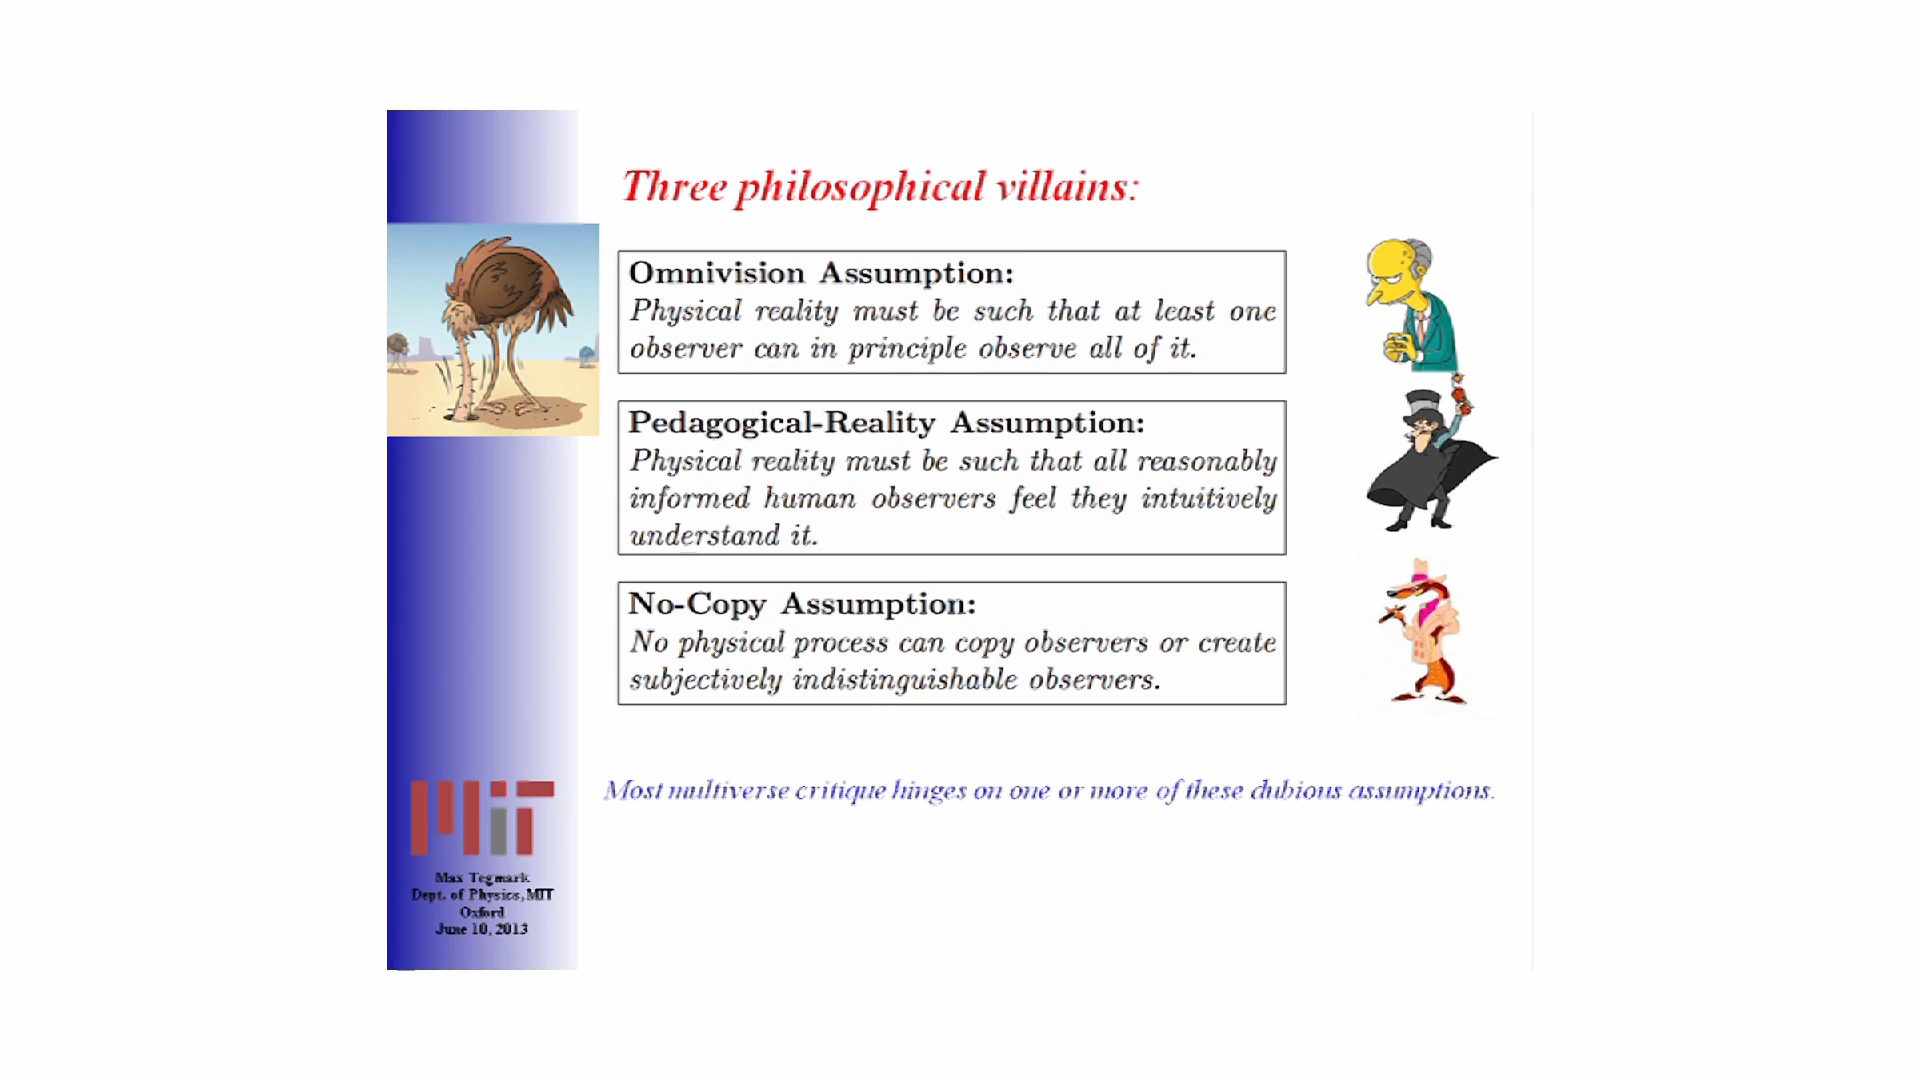 Three philosophical villains:
Omnivision Assumption:
Physical reality must be such that at least one
observer can in principle observe all of it.
Pedagogical-Reality Assumption:
Physical reality must be such that all reasonably
informed human observers feel they intuitively
understand it.
No-Copy Assumption:
No physical process can copy observers or create
subjectively indistinguishable observers.
Most multiverse critique hinges on one or more of these dubious assumptions.
MIT
Max Tegmark
Dept. of Physics, MIT
Oxford
June 10, 2013